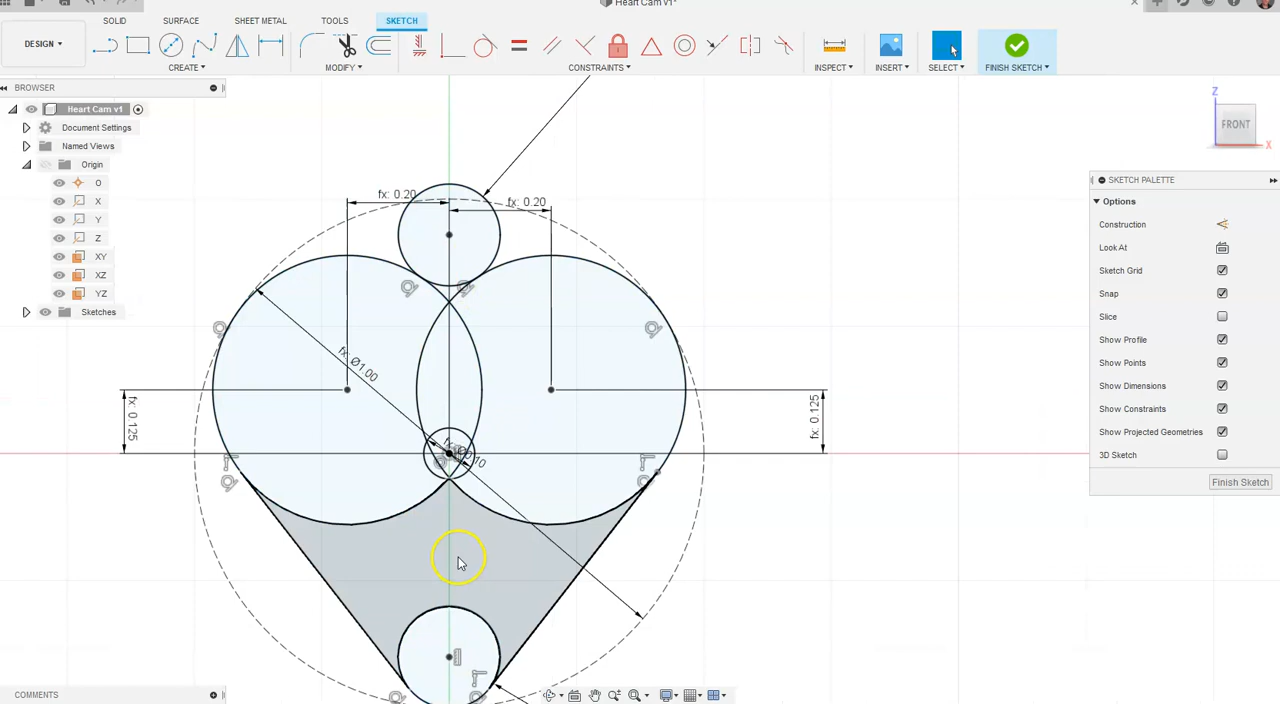 Heart Cam v1*
SOLID
SURFACE
SHEET METAL
TOOLS
SKETCH
DESIGN
CREATE
MODIFY
CONSTRAINTS
INSPECT
INSERT
SELECT
FINISH SKETCH
BROWSER
Heart Cam v1
Document Settings
Named Views
Origin
O
X
Y
Z
XY
XZ
YZ
Sketches
Z
FRONT
X
SKETCH PALETTE
Options
Construction
Look At
Sketch Grid
Snap
Slice
Show Profile
Show Points
Show Dimensions
Show Constraints
Show Projected Geometries
3D Sketch
Finish Sketch
fx: 0.20
fx: 0.20
fx: Ø1.00
fx: 0.125
fx: 0.125
fx: Ø0.10
COMMENTS